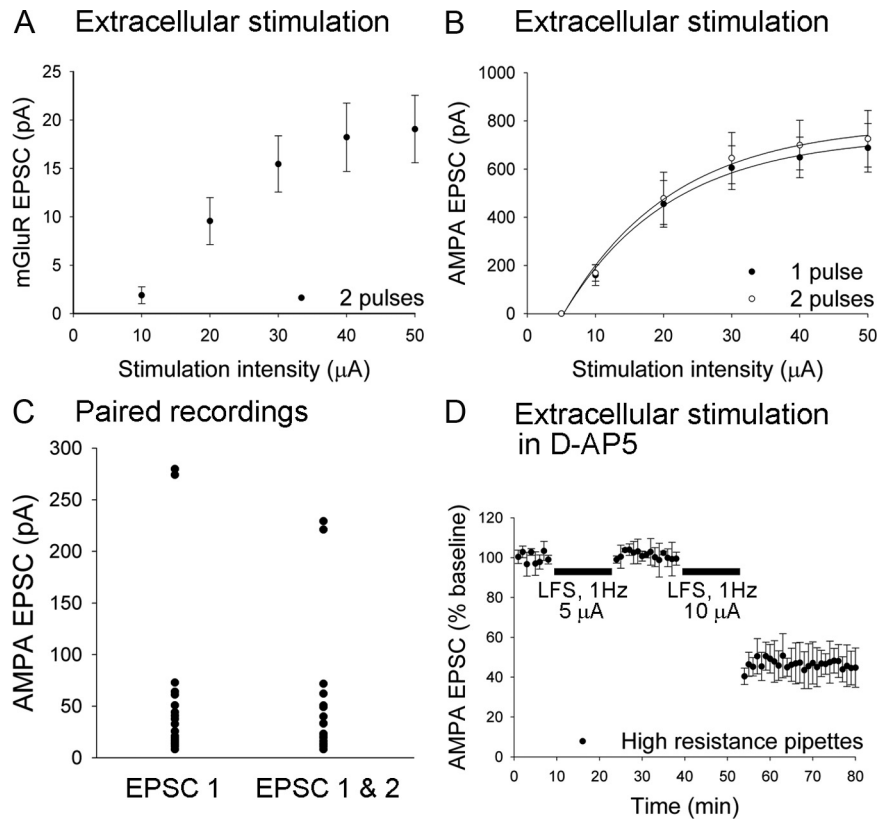 A Extracellular stimulation
mGluR EPSC (pA)
25
20
15
10
5
0
2 pulses
0 10 20 30 40 50
Stimulation intensity (μA)
B Extracellular stimulation
AMPA EPSC (pA)
1000
800
600
400
200
0
1 pulse
2 pulses
0 10 20 30 40 50
Stimulation intensity (μA)
C Paired recordings
AMPA EPSC (pA)
300
250
200
150
100
50
0
EPSC 1 EPSC 1 & 2
D Extracellular stimulation
in D-AP5
AMPA EPSC (% baseline)
120
100
80
60
40
20
0
LFS, 1Hz
5 μA
LFS, 1Hz
10 μA
High resistance pipettes
0 10 20 30 40 50 60 70 80
Time (min)